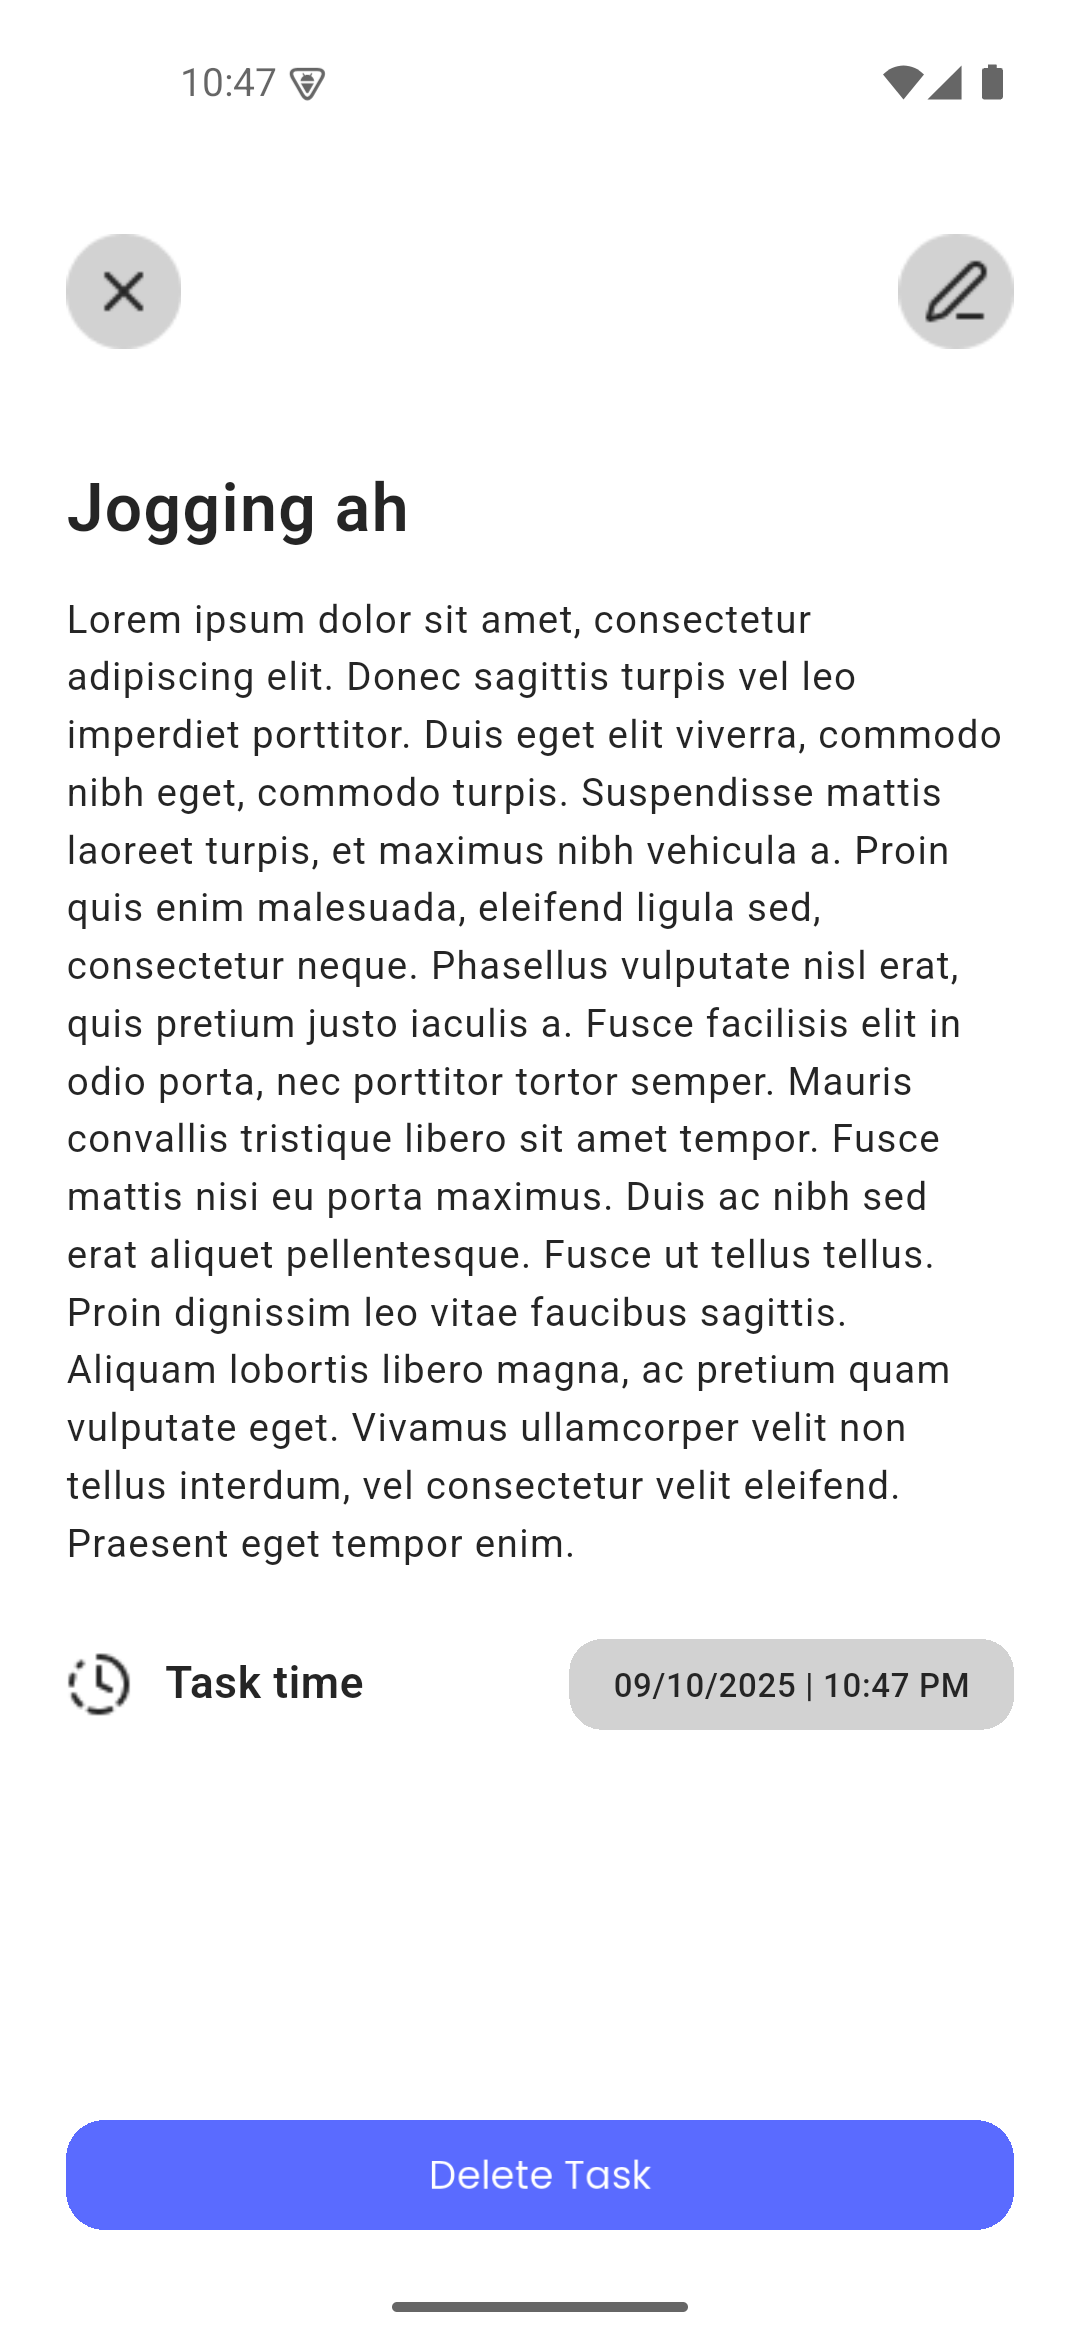 10:47
Jogging ah
Lorem ipsum dolor sit amet, consectetur
adipiscing elit. Donec sagittis turpis vel leo
imperdiet porttitor. Duis eget elit viverra, commodo
nibh eget, commodo turpis. Suspendisse mattis
laoreet turpis, et maximus nibh vehicula a. Proin
quis enim malesuada, eleifend ligula sed,
consectetur neque. Phasellus vulputate nisl erat,
quis pretium justo iaculis a. Fusce facilisis elit in
odio porta, nec porttitor tortor semper. Mauris
convallis tristique libero sit amet tempor. Fusce
mattis nisi eu porta maximus. Duis ac nibh sed
erat aliquet pellentesque. Fusce ut tellus tellus.
Proin dignissim leo vitae faucibus sagittis.
Aliquam lobortis libero magna, ac pretium quam
vulputate eget. Vivamus ullamcorper velit non
tellus interdum, vel consectetur velit eleifend.
Praesent eget tempor enim.
Task time
09/10/2025 | 10:47 PM
Delete Task